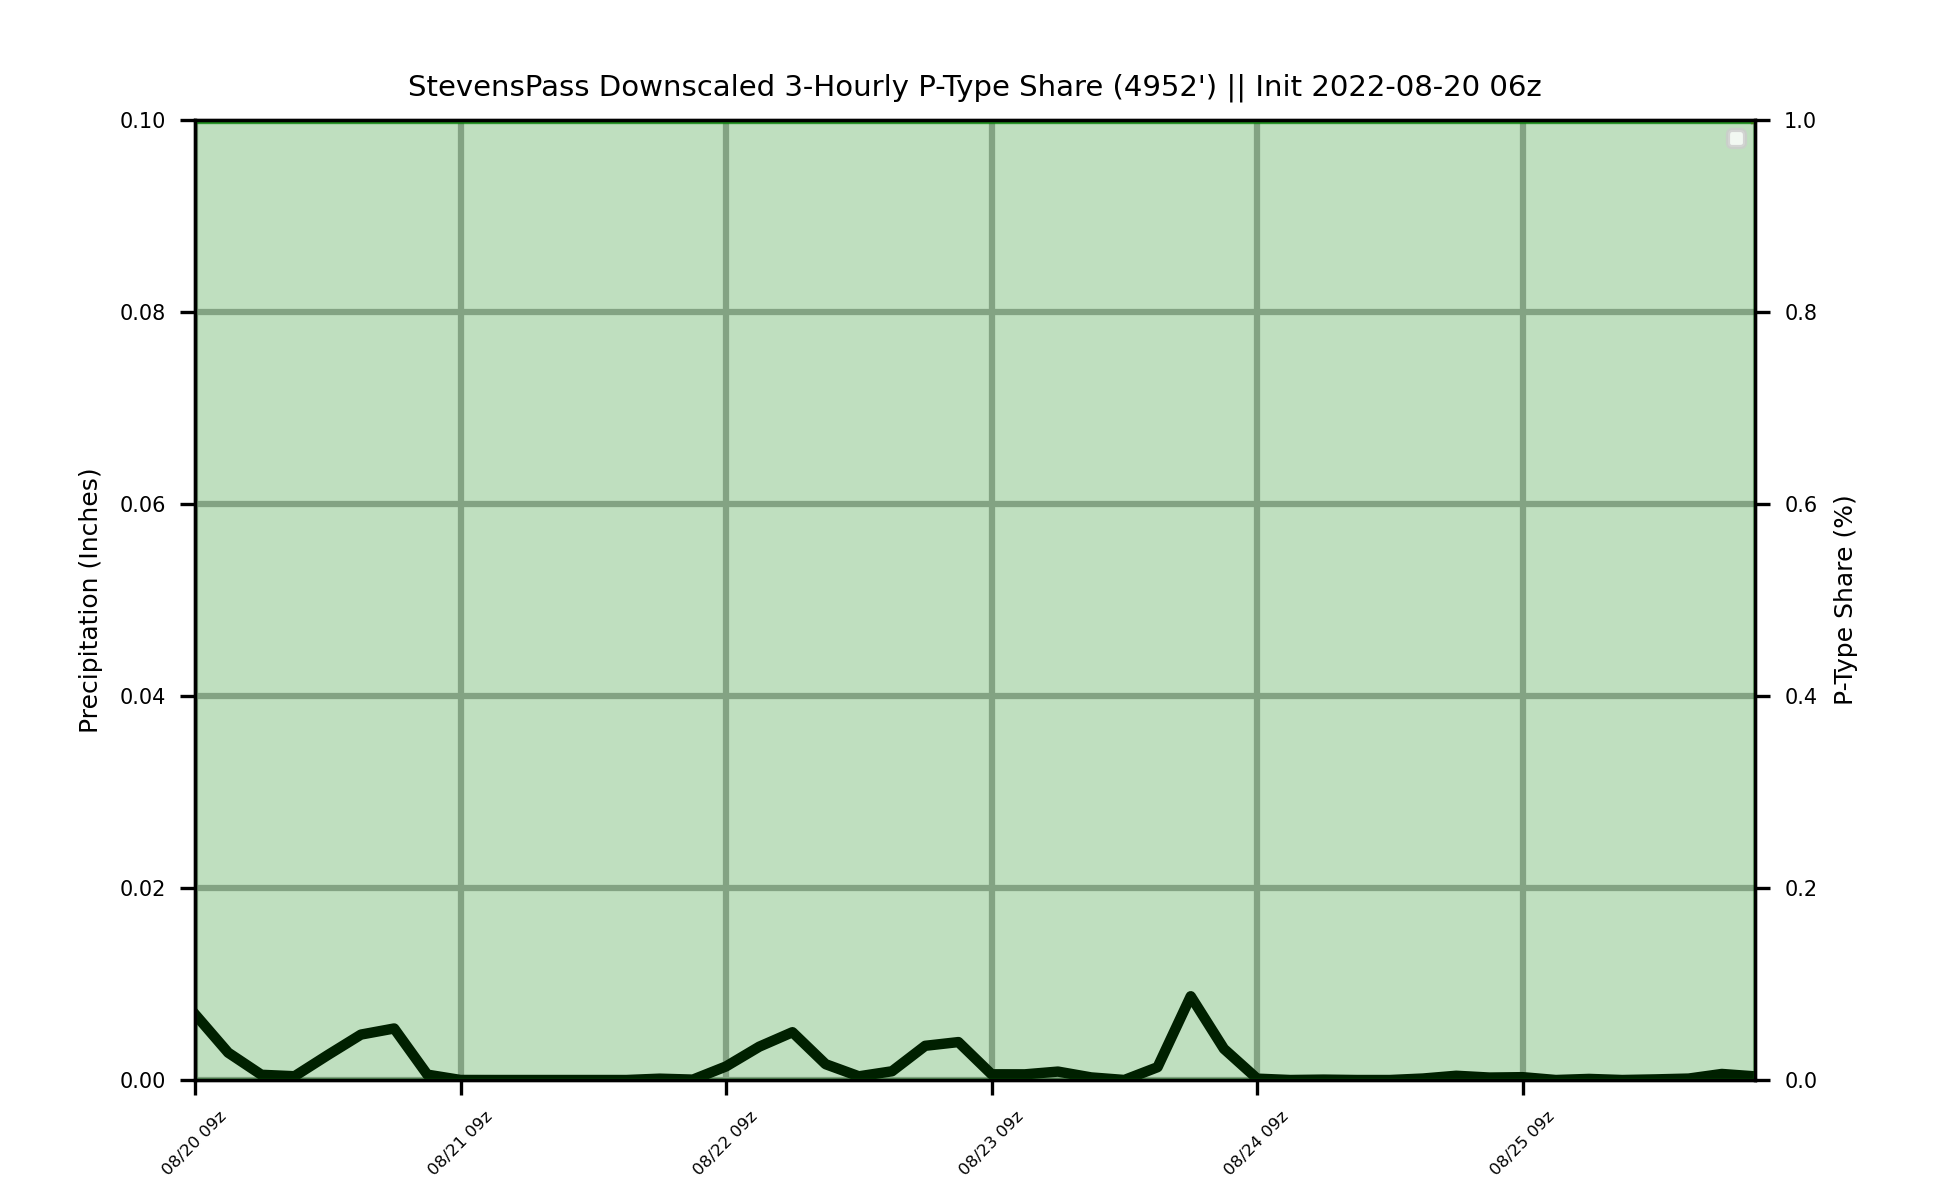 StevensPass Downscaled 3-Hourly P-Type Share (4952') || Init 2022-08-20 06z
0.10
0.08
0.06
0.04
0.02
0.00
Precipitation (Inches)
1.0
0.8
0.6
0.4
0.2
0.0
P-Type Share (%)
08/20 09z
08/21 09z
08/22 09z
08/23 09z
08/24 09z
08/25 09z